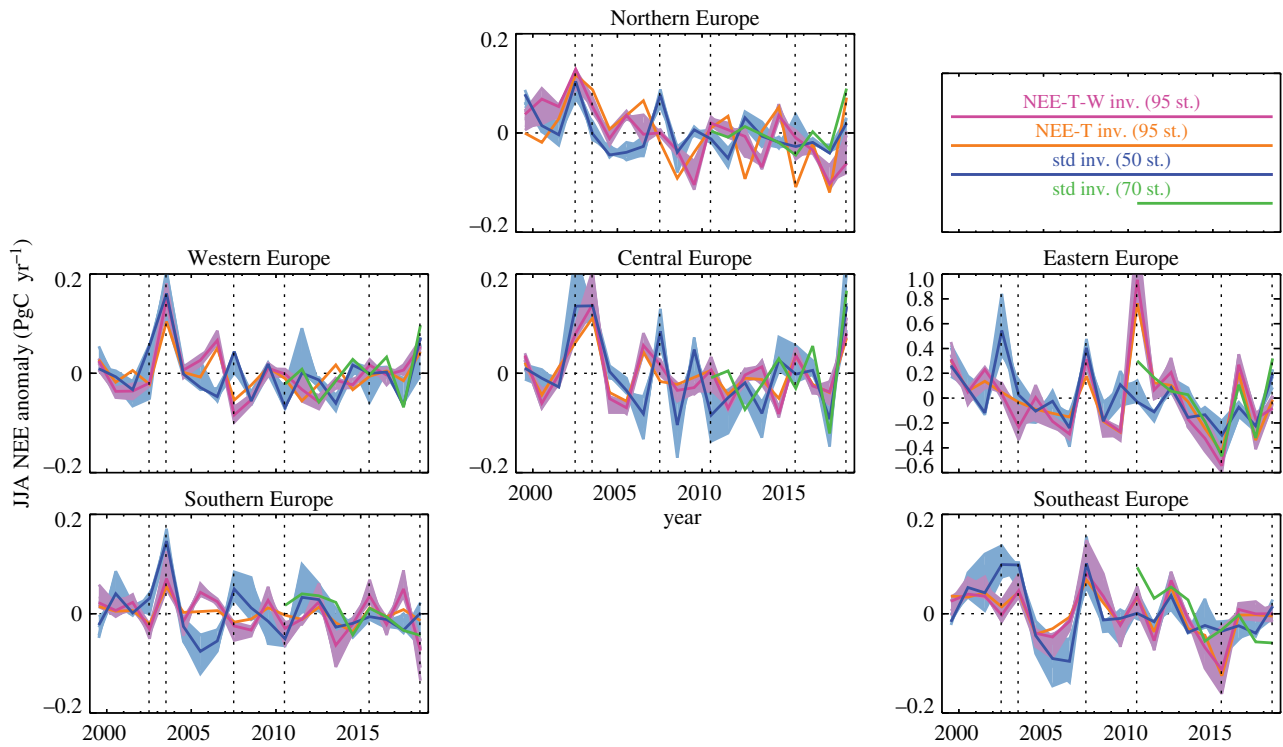 Northern Europe
0.2
0
–0.2
NEE-T-W inv. (95 st.)
NEE-T inv. (95 st.)
std inv. (50 st.)
std inv. (70 st.)
JJA NEE anomaly (PgC yr⁻¹)
Western Europe
0.2
0
–0.2
Central Europe
0.2
0
–0.2
2000 2005 2010 2015
year
Eastern Europe
1.0
0.8
0.6
0.4
0.2
0
–0.2
–0.4
–0.6
Southern Europe
0.2
0
–0.2
2000 2005 2010 2015
Southeast Europe
0.2
0
–0.2
2000 2005 2010 2015